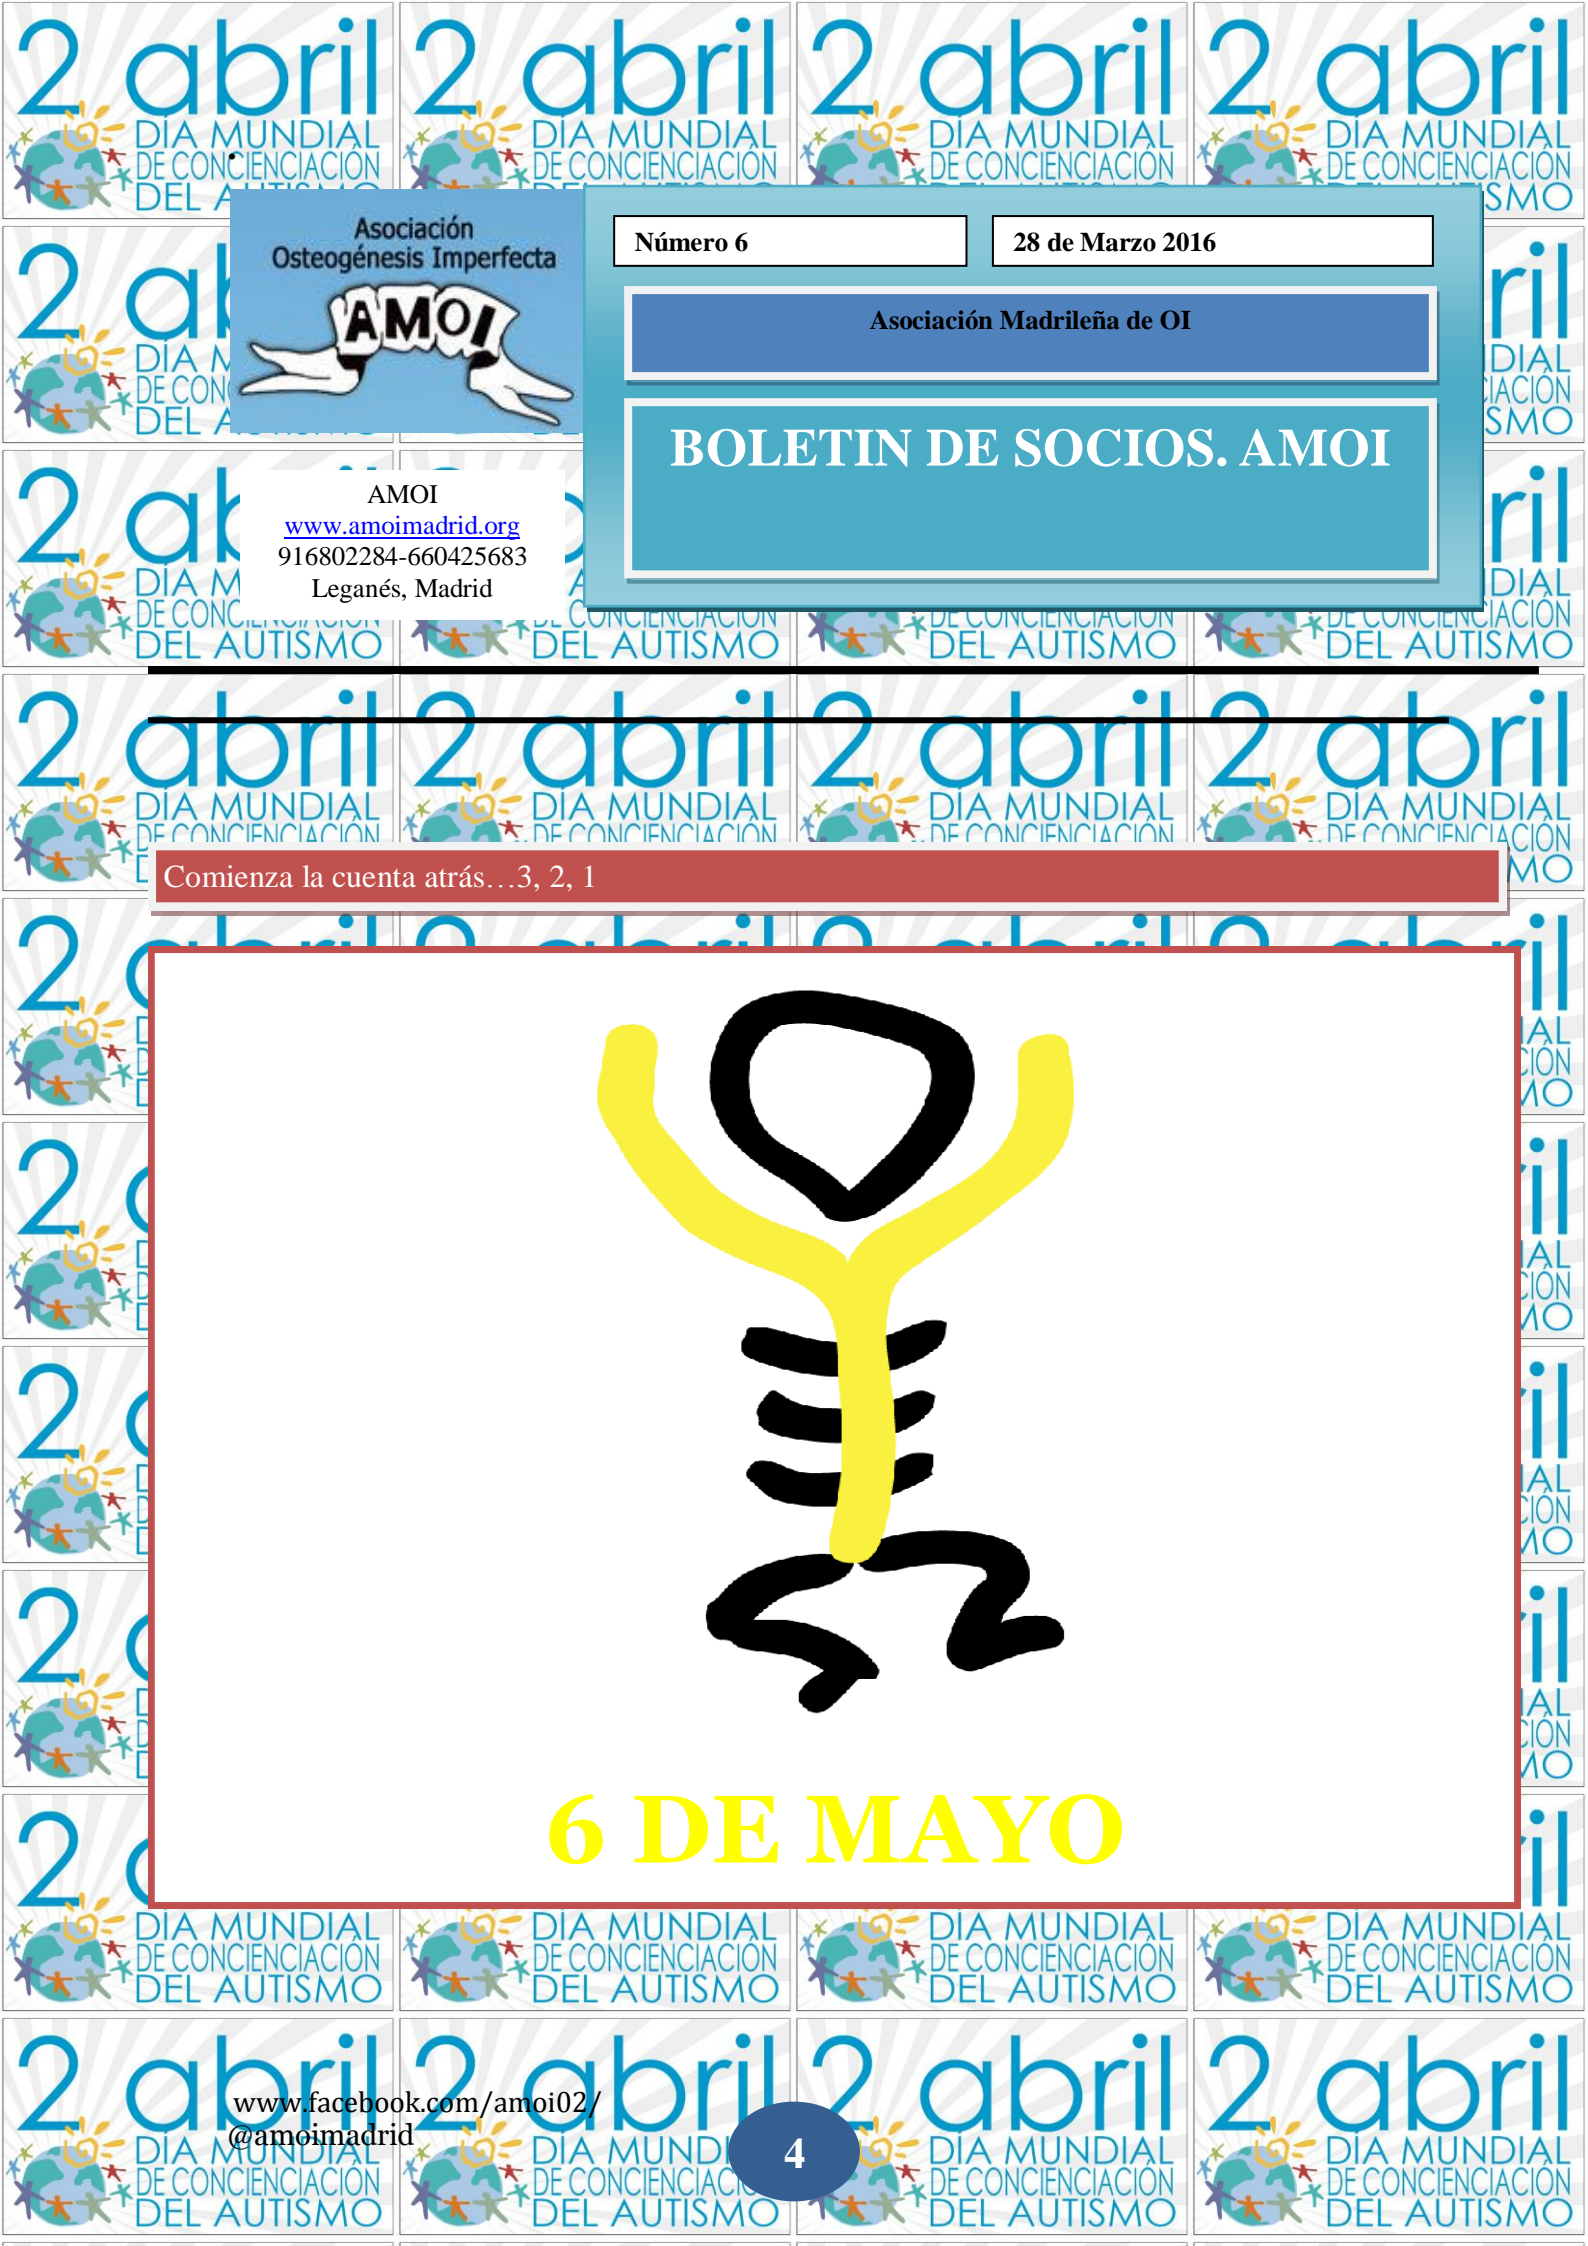 2 abril
DÍA MUNDIAL
DE CONCIENCIACIÓN
DEL AUTISMO
Asociación
Osteogénesis Imperfecta
AMOI
Número 6
28 de Marzo 2016
Asociación Madrileña de OI
BOLETIN DE SOCIOS. AMOI
AMOI
www.amoimadrid.org
916802284-660425683
Leganés, Madrid
Comienza la cuenta atrás…3, 2, 1
6 DE MAYO
www.facebook.com/amoi02/
@amoimadrid
4